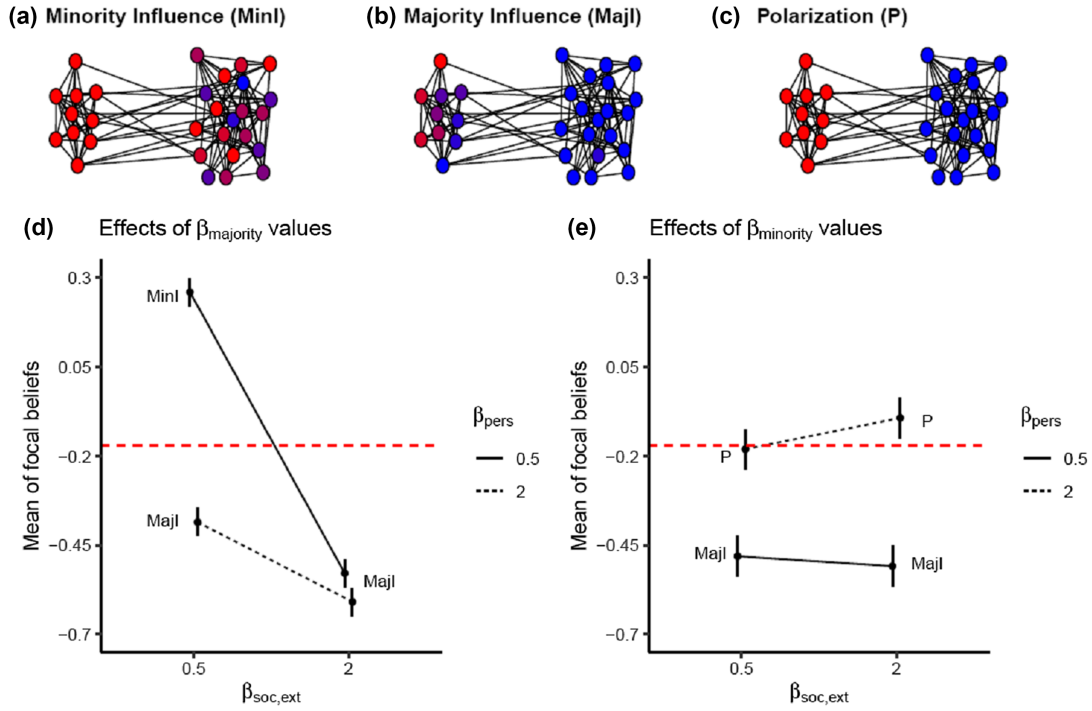 (a) Minority Influence (MinI)
(b) Majority Influence (MajI)
(c) Polarization (P)
(d) Effects of βmajority values
Mean of focal beliefs
0.3
0.05
−0.2
−0.45
−0.7
MinI
MajI
MajI
0.5
2
βsoc,ext
βpers
0.5
2
(e) Effects of βminority values
Mean of focal beliefs
0.3
0.05
−0.2
−0.45
−0.7
P
P
MajI
MajI
0.5
2
βsoc,ext
βpers
0.5
2